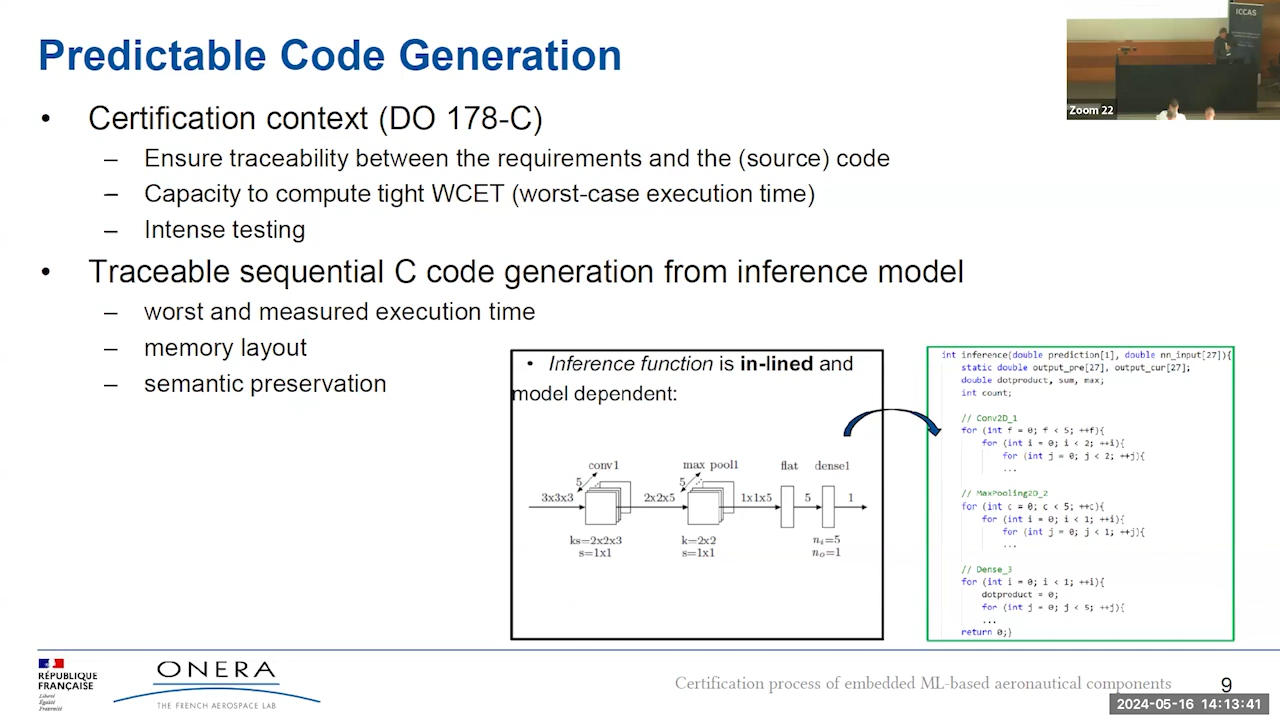 Predictable Code Generation
ICCAS
Zoom 22
• Certification context (DO 178-C)
– Ensure traceability between the requirements and the (source) code
– Capacity to compute tight WCET (worst-case execution time)
– Intense testing
• Traceable sequential C code generation from inference model
– worst and measured execution time
– memory layout
– semantic preservation
• Inference function is in-lined and
model dependent:
conv1
max pool1
flat
dense1
5
5
3x3x3
2x2x5
1x1x5
5
1
ks=2x2x3
s=1x1
k=2x2
s=1x1
nᵢ=5
nₒ=1
int inference(double prediction[1], double nn_input[27]){
static double output_pre[27], output_cur[27];
double dotproduct, sum, max;
int count;
// Conv2D_1
for (int f = 0; f < 5; ++f){
for (int i = 0; i < 2; ++i){
for (int j = 0; j < 2; ++j){
...
// MaxPooling2D_2
for (int c = 0; c < 5; ++c){
for (int i = 0; i < 1; ++i){
for (int j = 0; j < 1; ++j){
...
// Dense_3
for (int i = 0; i < 1; ++i){
dotproduct = 0;
for (int j = 0; j < 5; ++j){
...
return 0;}
RÉPUBLIQUE
FRANÇAISE
Liberté
Égalité
Fraternité
ONERA
THE FRENCH AEROSPACE LAB
Certification process of embedded ML-based aeronautical components
9
2024-05-16 14:13:41